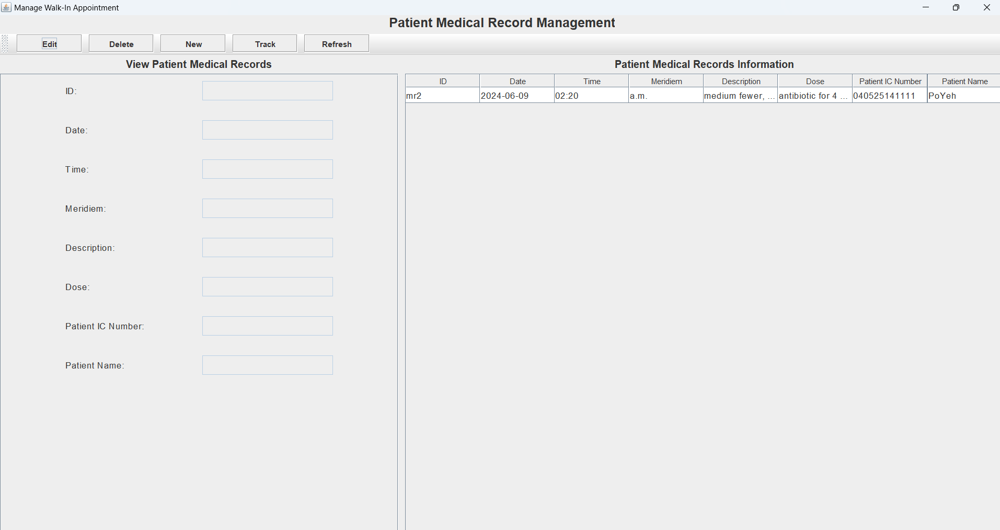 Manage Walk-In Appointment
Patient Medical Record Management
Edit Delete New Track Refresh
View Patient Medical Records
ID:
Date:
Time:
Meridiem:
Description:
Dose:
Patient IC Number:
Patient Name:
Patient Medical Records Information
ID Date Time Meridiem Description Dose Patient IC Number Patient Name
mr2 2024-06-09 02:20 a.m. medium fewer, ... antibiotic for 4 ... 040525141111 PoYeh